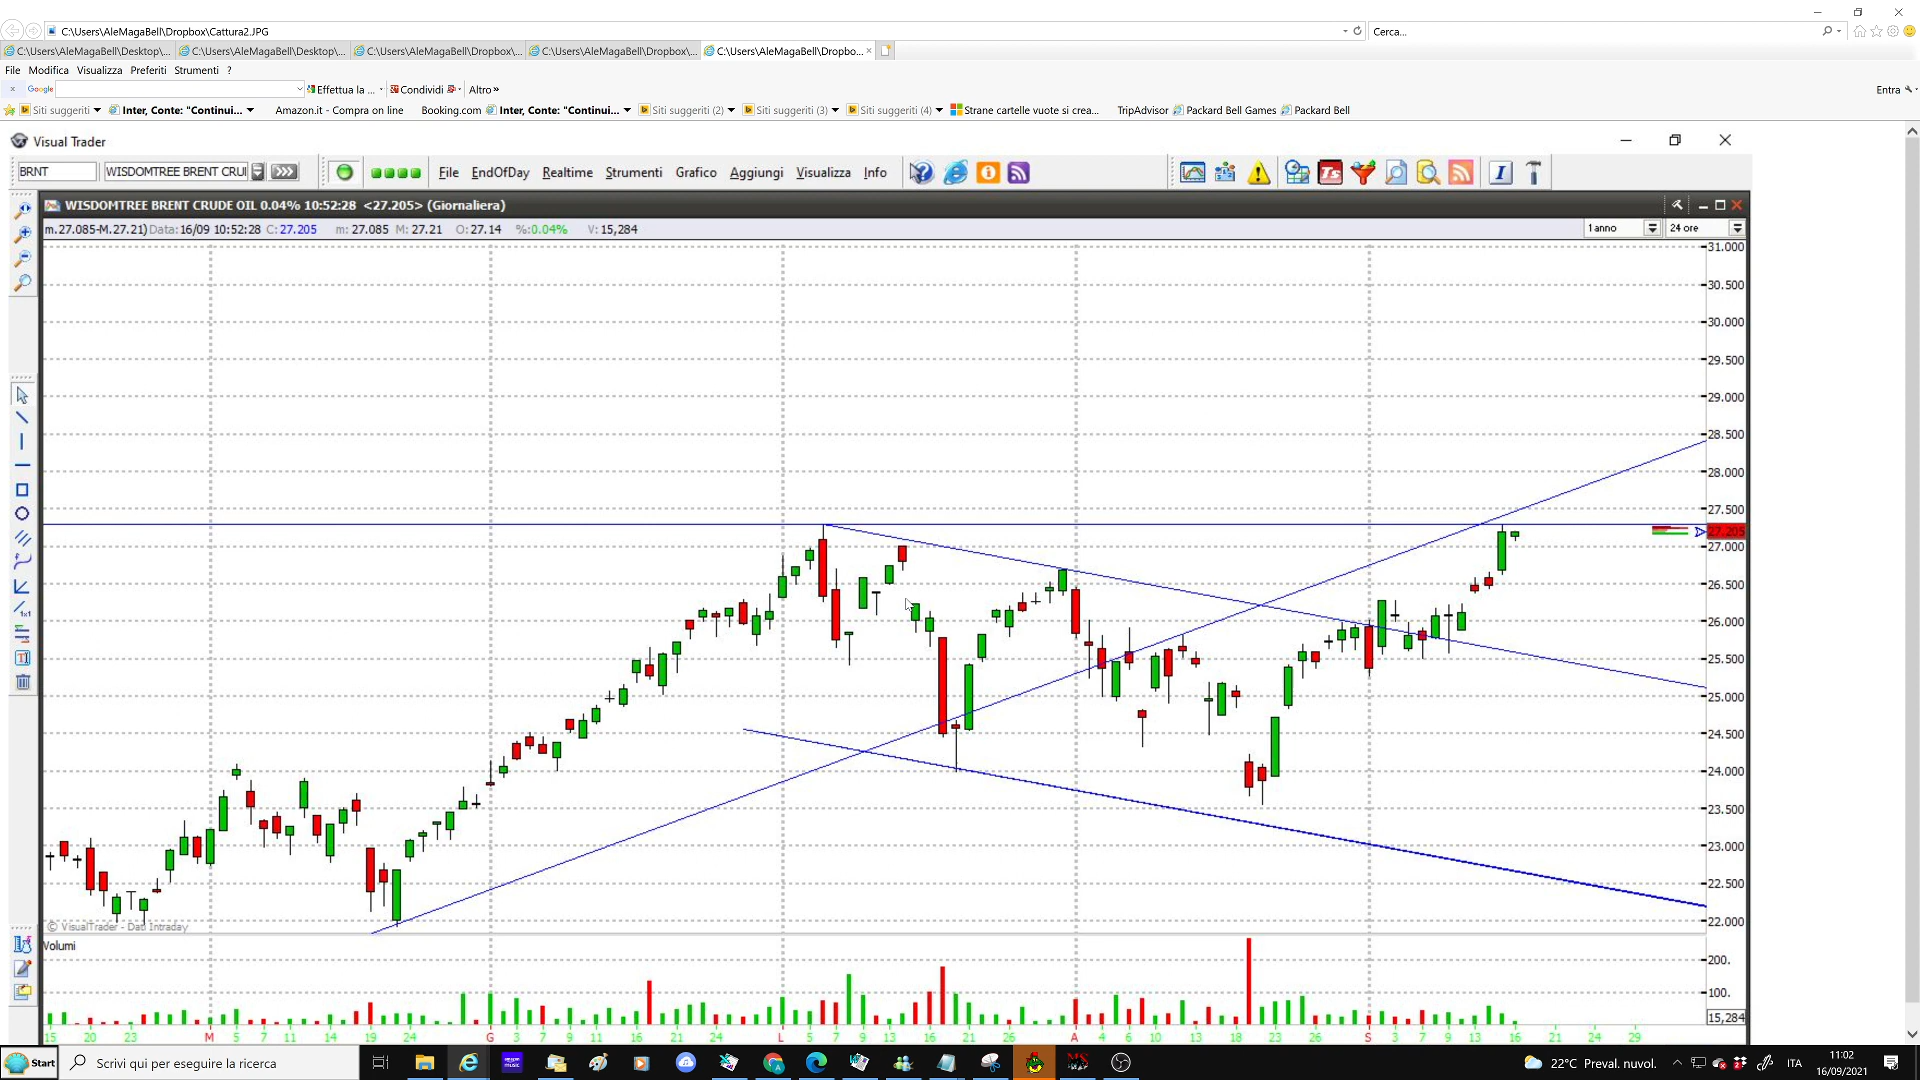 C:\Users\AleMagaBell\Dropbox\Cattura2.JPG
Cerca...
C:\Users\AleMagaBell\Desktop\...
C:\Users\AleMagaBell\Desktop\...
C:\Users\AleMagaBell\Dropbox\...
C:\Users\AleMagaBell\Dropbox\...
C:\Users\AleMagaBell\Dropbo...
File Modifica Visualizza Preferiti Strumenti ?
x Google Effettua la ... Condividi Altro » Entra
Siti suggeriti Inter, Conte: "Continui... Amazon.it - Compra on line Booking.com Inter, Conte: "Continui... Siti suggeriti (2) Siti suggeriti (3) Siti suggeriti (4) Strane cartelle vuote si crea... TripAdvisor Packard Bell Games Packard Bell
Visual Trader
BRNT WISDOMTREE BRENT CRUI File EndOfDay Realtime Strumenti Grafico Aggiungi Visualizza Info
WISDOMTREE BRENT CRUDE OIL 0.04% 10:52:28 <27.205> (Giornaliera)
m.27.085-M.27.21) Data: 16/09 10:52:28 C: 27.205 m: 27.085 M: 27.21 O: 27.14 %:0.04% V: 15,284 1 anno 24 ore
31.000
30.500
30.000
29.500
29.000
28.500
28.000
27.500
27.205
27.000
26.500
26.000
25.500
25.000
24.500
24.000
23.500
23.000
22.500
22.000
© VisualTrader - Dati Intraday
Volumi
200.
100.
15,284
15 20 23 M 5 7 11 13 19 24 G 3 7 9 11 15 17 21 24 L 5 7 9 13 16 21 26 A 4 6 10 13 18 23 26 S 3 7 9 13 16 21 24 29
Start Scrivi qui per eseguire la ricerca 22°C Preval. nuvol. ITA 11:02
16/09/2021